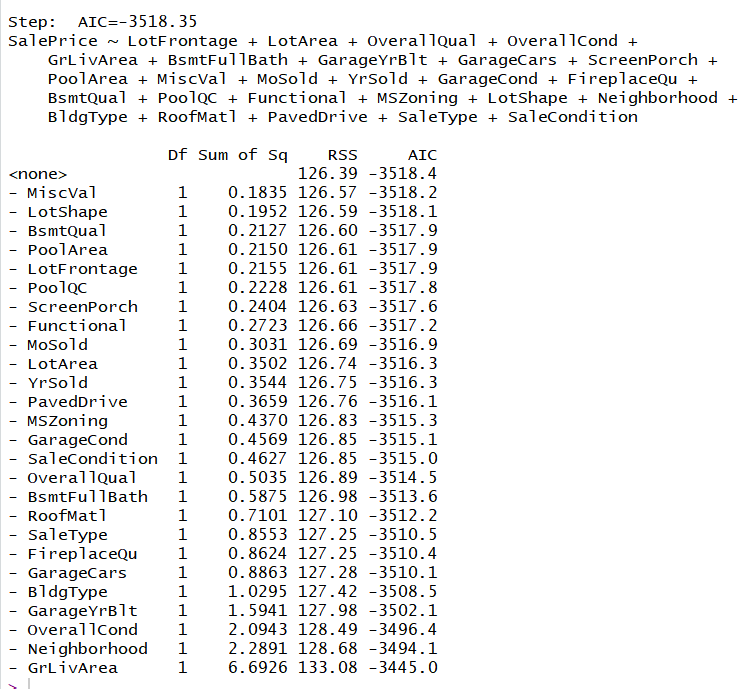 Step:  AIC=-3518.35
SalePrice ~ LotFrontage + LotArea + OverallQual + OverallCond +
    GrLivArea + BsmtFullBath + GarageYrBlt + GarageCars + ScreenPorch +
    PoolArea + MiscVal + MoSold + YrSold + GarageCond + FireplaceQu +
    BsmtQual + PoolQC + Functional + MSZoning + LotShape + Neighborhood +
    BldgType + RoofMatl + PavedDrive + SaleType + SaleCondition
                Df Sum of Sq    RSS     AIC
<none>                       126.39 -3518.4
- MiscVal        1    0.1835 126.57 -3518.2
- LotShape       1    0.1952 126.59 -3518.1
- BsmtQual       1    0.2127 126.60 -3517.9
- PoolArea       1    0.2150 126.61 -3517.9
- LotFrontage    1    0.2155 126.61 -3517.9
- PoolQC         1    0.2228 126.61 -3517.8
- ScreenPorch    1    0.2404 126.63 -3517.6
- Functional     1    0.2723 126.66 -3517.2
- MoSold         1    0.3031 126.69 -3516.9
- LotArea        1    0.3502 126.74 -3516.3
- YrSold         1    0.3544 126.75 -3516.3
- PavedDrive     1    0.3659 126.76 -3516.1
- MSZoning       1    0.4370 126.83 -3515.3
- GarageCond     1    0.4569 126.85 -3515.1
- SaleCondition  1    0.4627 126.85 -3515.0
- OverallQual    1    0.5035 126.89 -3514.5
- BsmtFullBath   1    0.5875 126.98 -3513.6
- RoofMatl       1    0.7101 127.10 -3512.2
- SaleType       1    0.8553 127.25 -3510.5
- FireplaceQu    1    0.8624 127.25 -3510.4
- GarageCars     1    0.8863 127.28 -3510.1
- BldgType       1    1.0295 127.42 -3508.5
- GarageYrBlt    1    1.5941 127.98 -3502.1
- OverallCond    1    2.0943 128.49 -3496.4
- Neighborhood   1    2.2891 128.68 -3494.1
- GrLivArea      1    6.6926 133.08 -3445.0
>